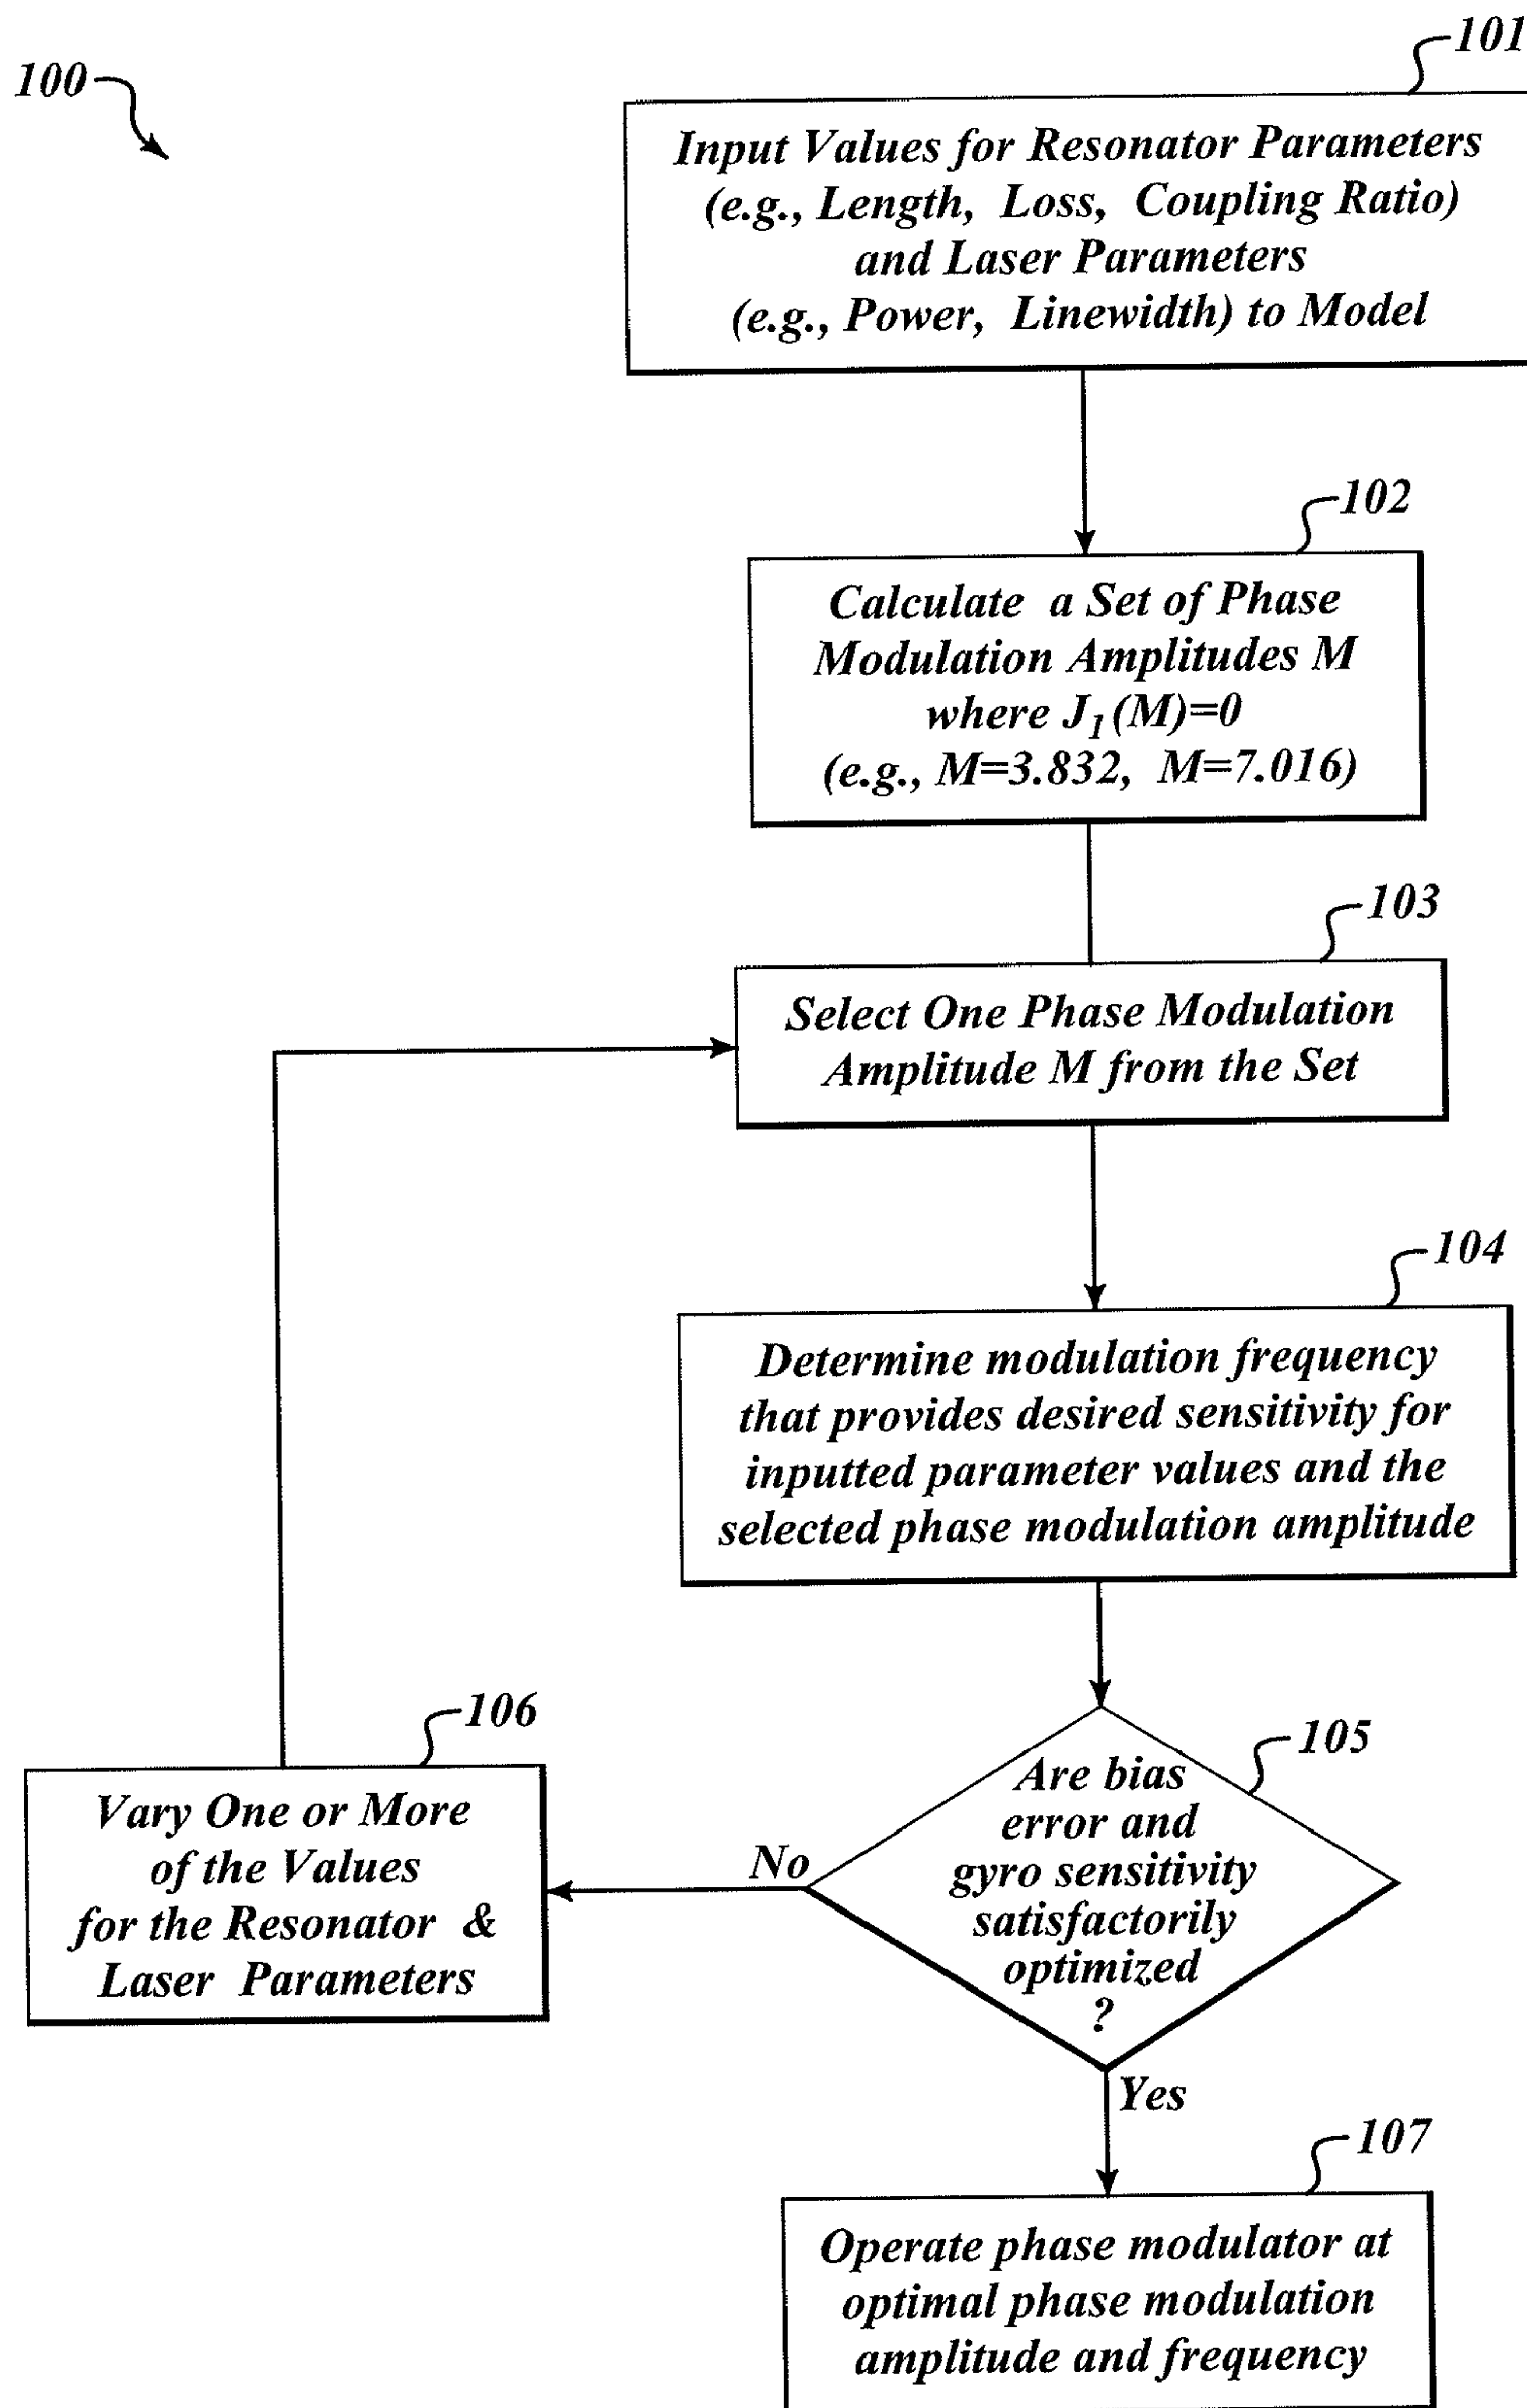 100
101
Input Values for Resonator Parameters
(e.g., Length, Loss, Coupling Ratio)
and Laser Parameters
(e.g., Power, Linewidth) to Model
102
Calculate a Set of Phase
Modulation Amplitudes M
where J₁(M)=0
(e.g., M=3.832, M=7.016)
103
Select One Phase Modulation
Amplitude M from the Set
104
Determine modulation frequency
that provides desired sensitivity for
inputted parameter values and the
selected phase modulation amplitude
105
Are bias
error and
gyro sensitivity
satisfactorily
optimized
?
No
106
Vary One or More
of the Values
for the Resonator &
Laser Parameters
Yes
107
Operate phase modulator at
optimal phase modulation
amplitude and frequency